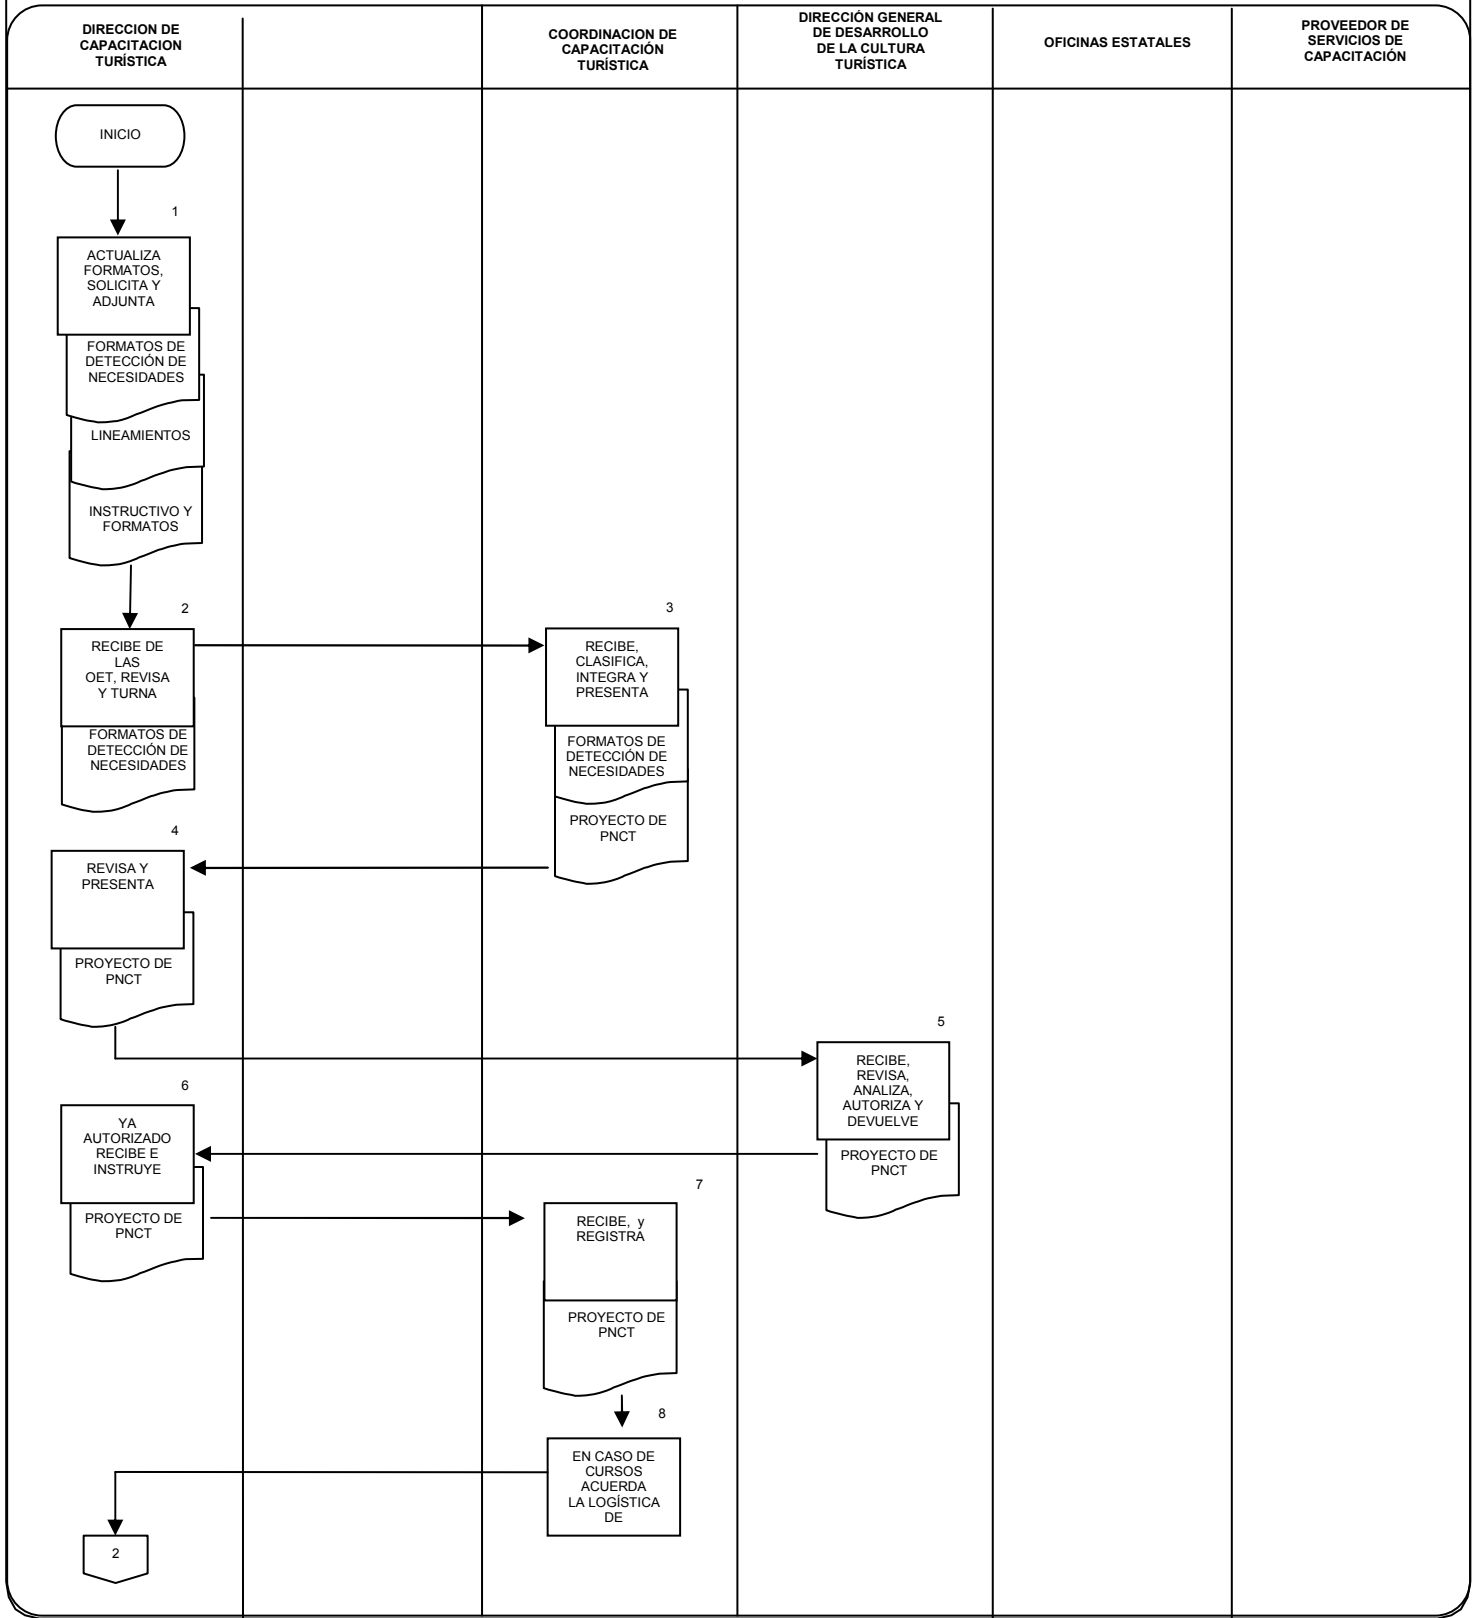 DIRECCION DE
CAPACITACION
TURÍSTICA
COORDINACION DE
CAPACITACIÓN
TURÍSTICA
DIRECCIÓN GENERAL
DE DESARROLLO
DE LA CULTURA
TURÍSTICA
OFICINAS ESTATALES
PROVEEDOR DE
SERVICIOS DE
CAPACITACIÓN
INICIO
1
ACTUALIZA
FORMATOS,
SOLICITA Y
ADJUNTA
FORMATOS DE
DETECCIÓN DE
NECESIDADES
LINEAMIENTOS
INSTRUCTIVO Y
FORMATOS
2
RECIBE DE
LAS
OET, REVISA
Y TURNA
FORMATOS DE
DETECCIÓN DE
NECESIDADES
3
RECIBE,
CLASIFICA,
INTEGRA Y
PRESENTA
FORMATOS DE
DETECCIÓN DE
NECESIDADES
PROYECTO DE
PNCT
4
REVISA Y
PRESENTA
PROYECTO DE
PNCT
5
RECIBE,
REVISA,
ANALIZA,
AUTORIZA Y
DEVUELVE
PROYECTO DE
PNCT
6
YA
AUTORIZADO
RECIBE E
INSTRUYE
PROYECTO DE
PNCT
7
RECIBE, y
REGISTRA
PROYECTO DE
PNCT
8
EN CASO DE
CURSOS
ACUERDA
LA LOGÍSTICA
DE
2